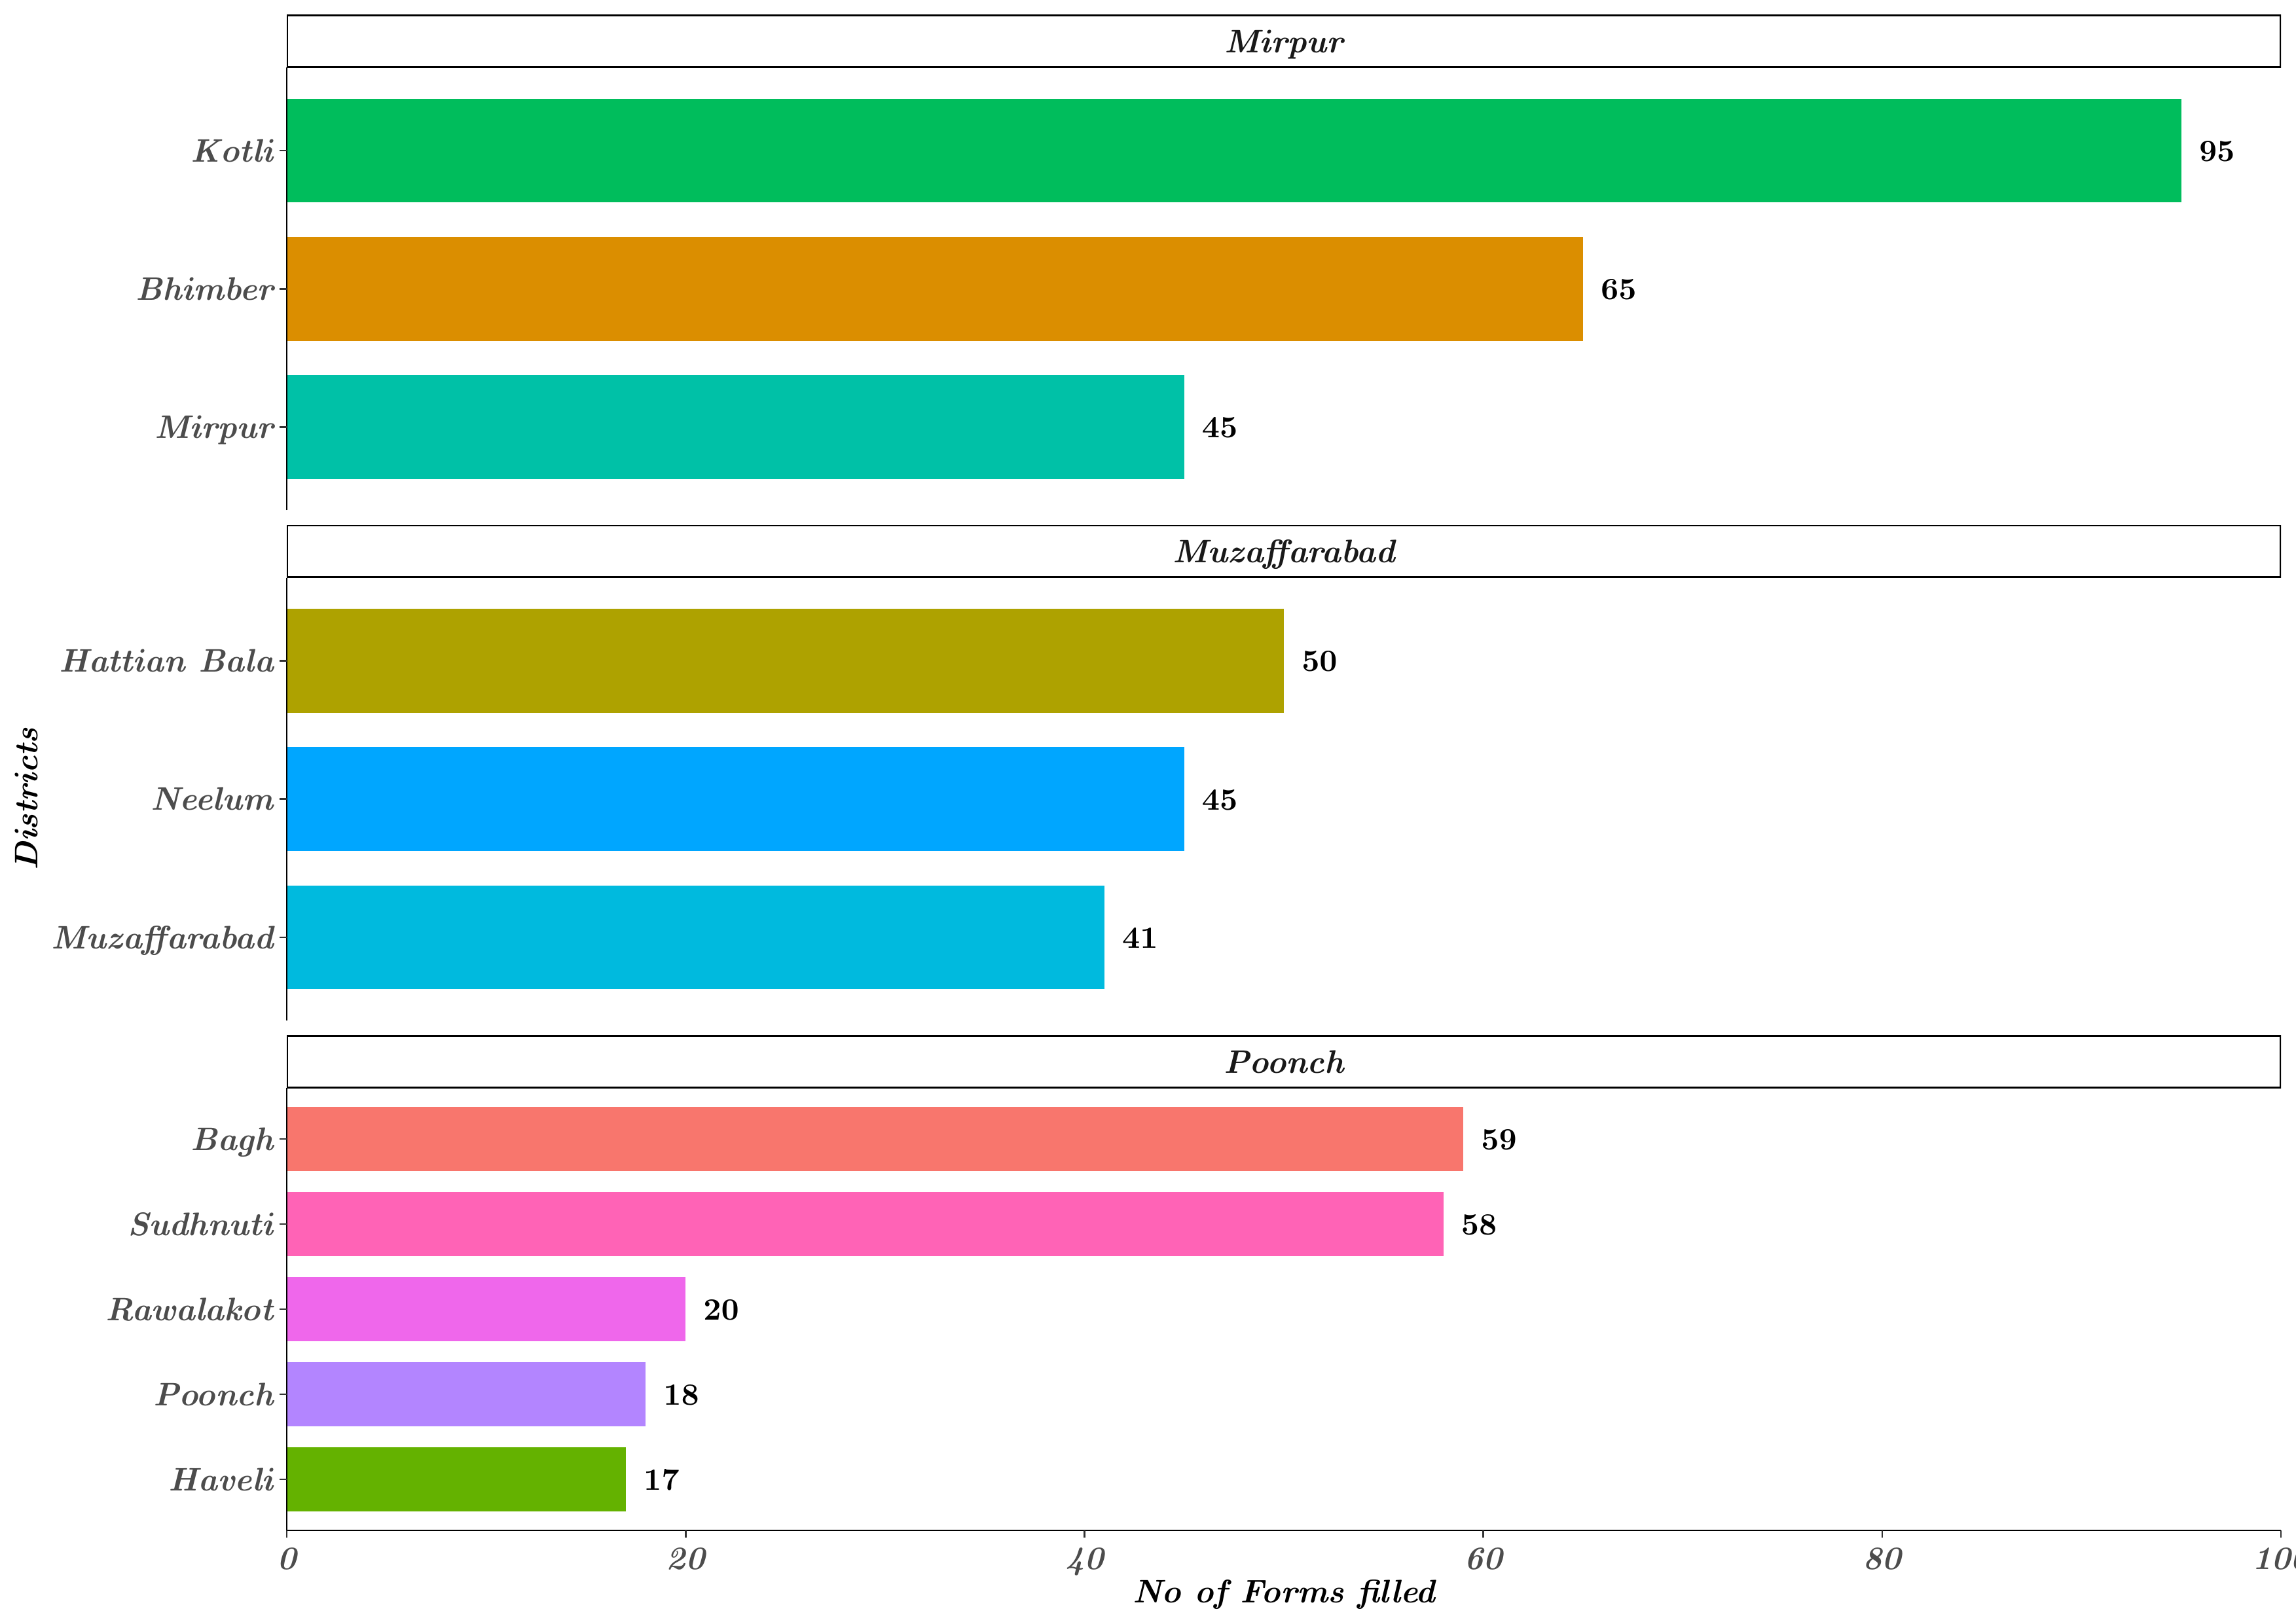 Mirpur
Kotli 95
Bhimber 65
Mirpur 45
Muzaffarabad
Hattian Bala 50
Neelum 45
Muzaffarabad 41
Districts
Poonch
Bagh 59
Sudhnuti 58
Rawalakot 20
Poonch 18
Haveli 17
0 20 40 60 80 100
No of Forms filled